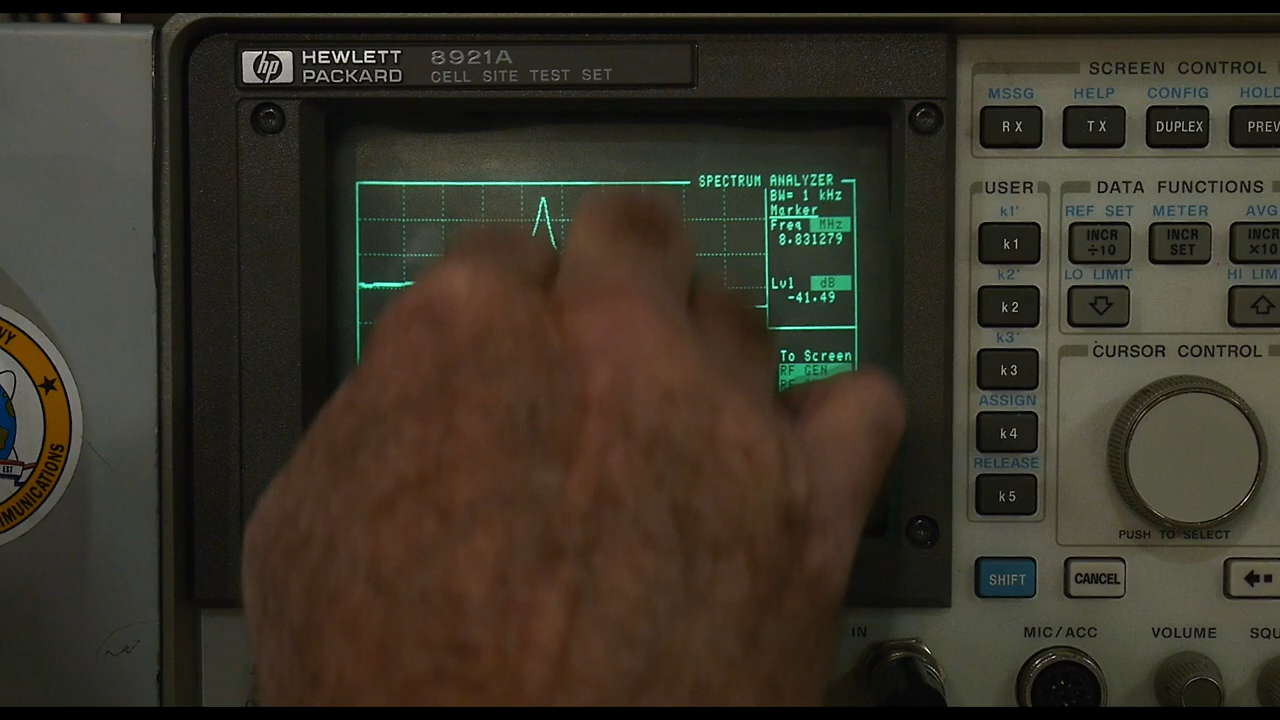 hp HEWLETT PACKARD 8921A
CELL SITE TEST SET
SPECTRUM ANALYZER
BW= 1 kHz
Marker
Freq MHz
8.831279
Lvl dB
-41.49
To Screen
RF GEN
SCREEN CONTROL
MSSG HELP CONFIG HOLD
RX TX DUPLEX PREV
USER DATA FUNCTIONS
k1' REF SET METER AVG
k1 INCR ÷10 INCR SET INCR ×10
k2' LO LIMIT HI LIM
k2
k3' CURSOR CONTROL
k3
ASSIGN
k4
RELEASE
k5
PUSH TO SELECT
SHIFT CANCEL
IN MIC/ACC VOLUME SQU
NY
EST
MUNICATIONS